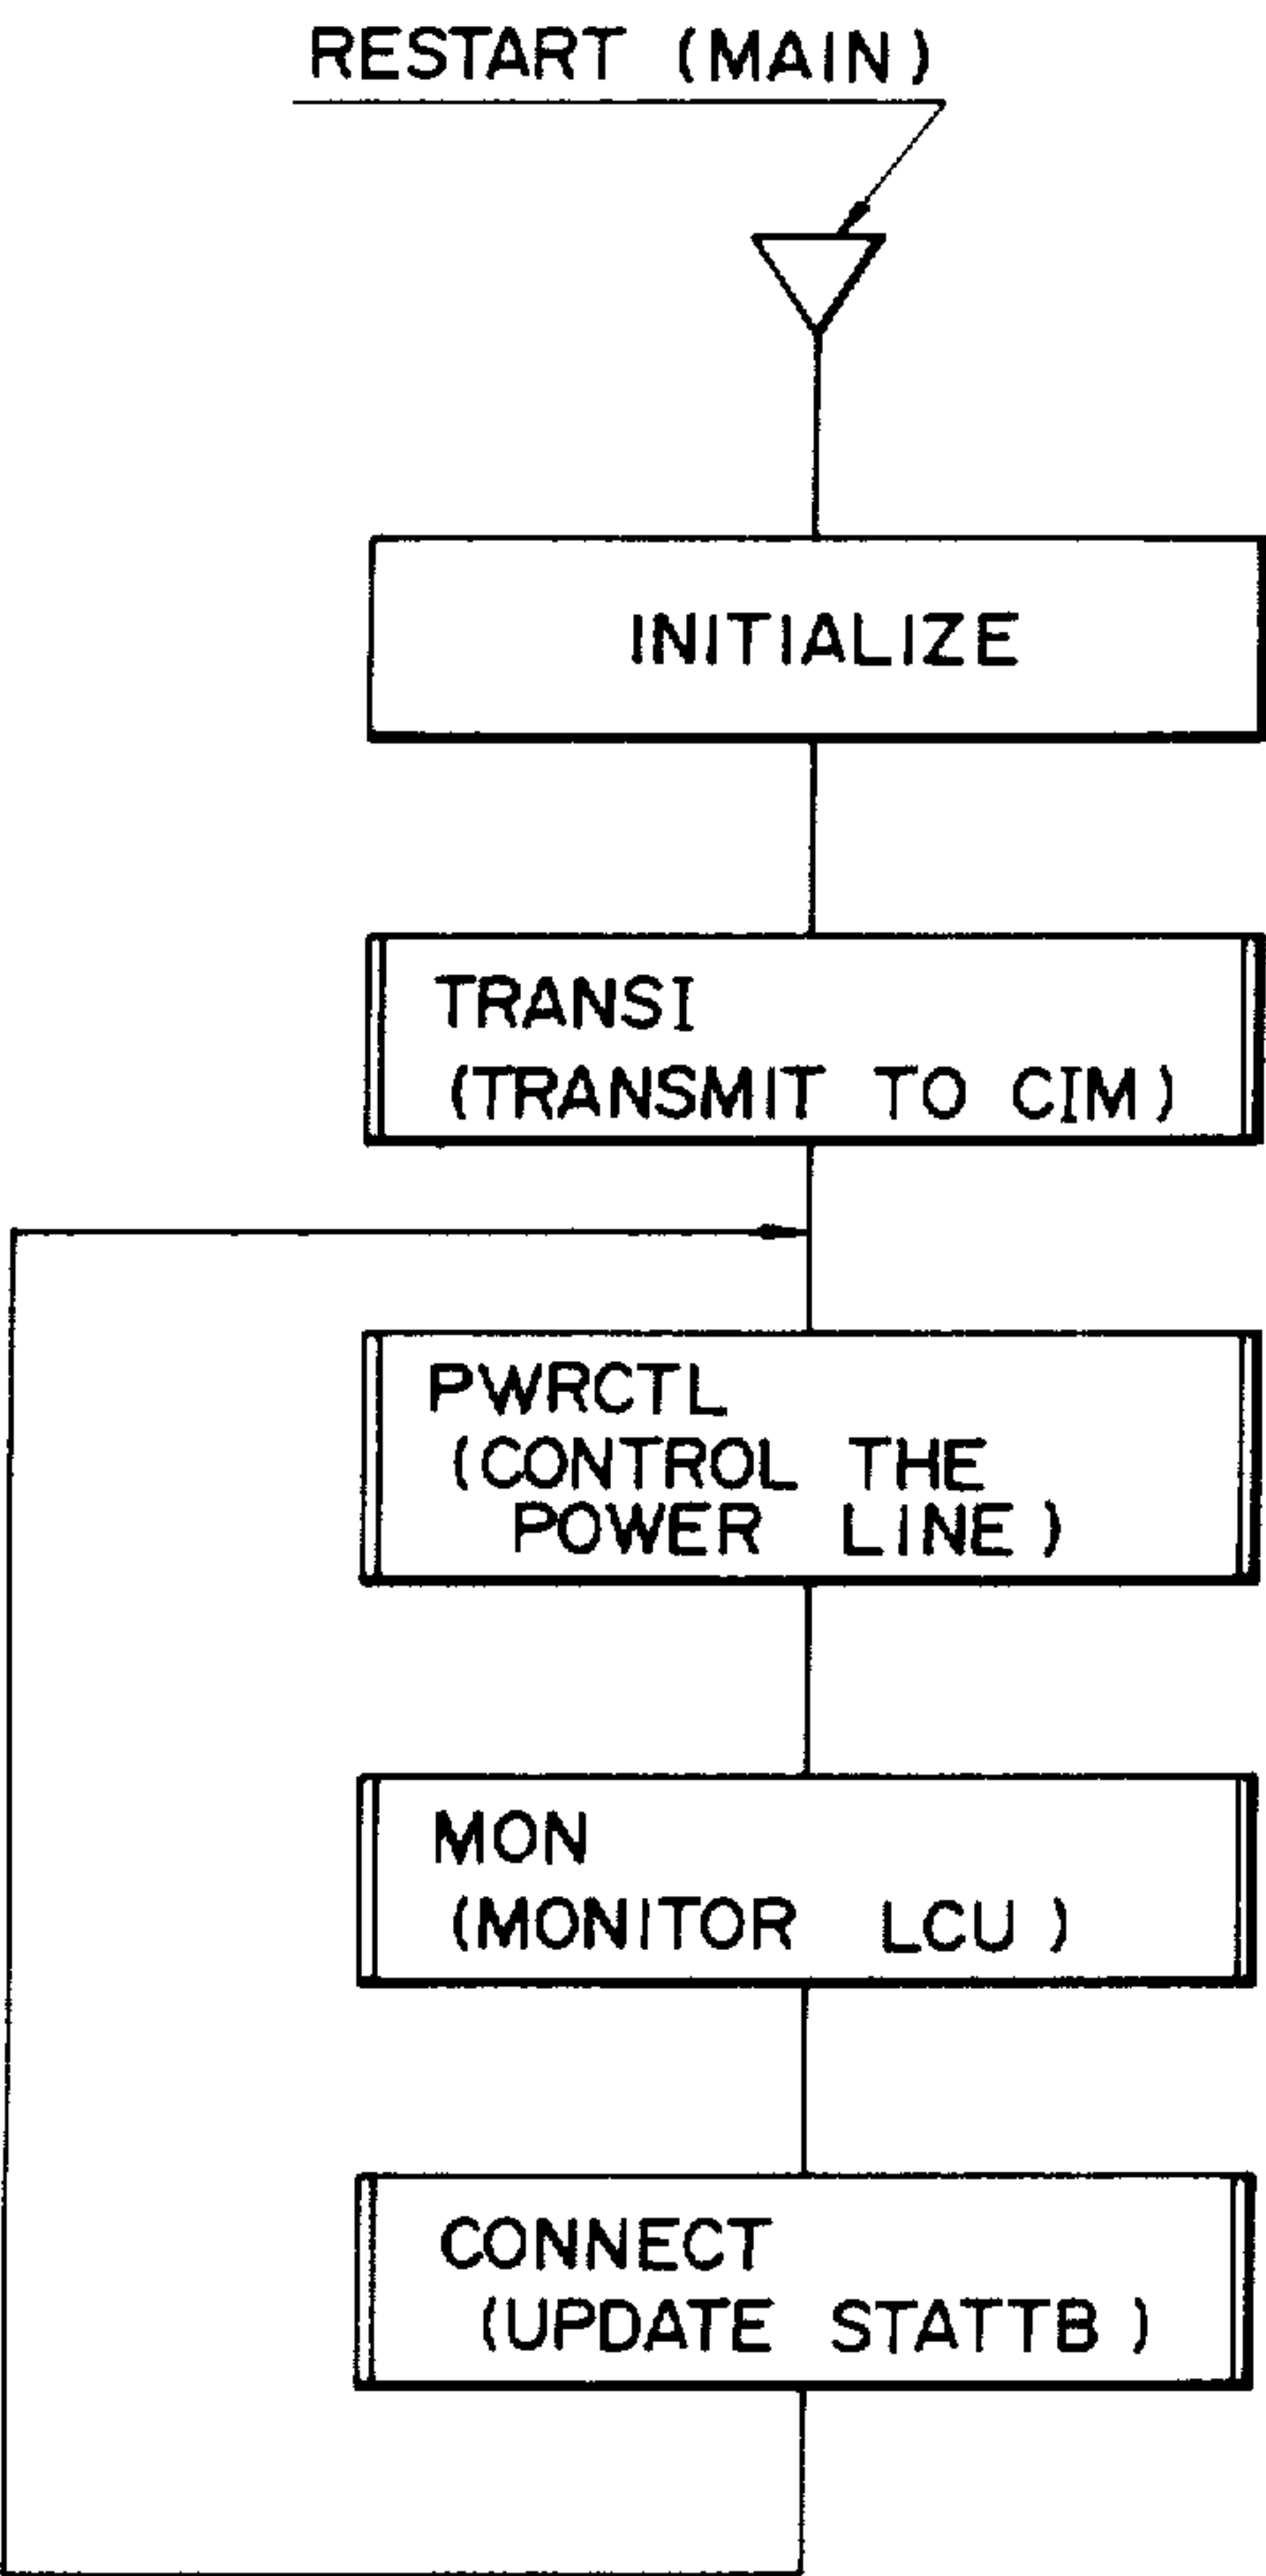 RESTART (MAIN)
INITIALIZE
TRANSI
(TRANSMIT TO CIM)
PWRCTL
(CONTROL THE
POWER LINE)
MON
(MONITOR LCU)
CONNECT
(UPDATE STATTB)